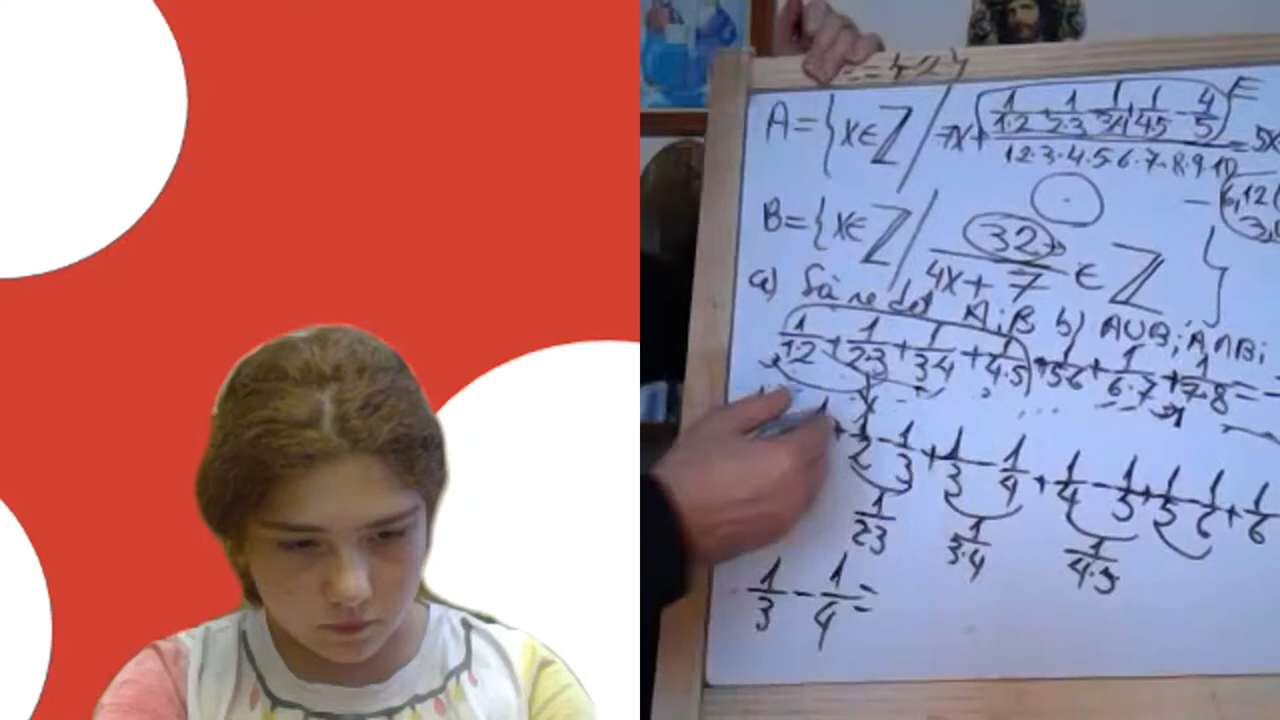 A = { x ∈ ℤ / 7x + (1/1·2 + 1/2·3 + 1/3·4 + 1/4·5 - 4/5) / 1·2·3·4·5·6·7·8·9·10 = 5x
B = { x ∈ ℤ / 32 / 4x + 7 ∈ ℤ }
a) Să se det A; B b) A∪B; A∩B;
1/1·2 + 1/2·3 + 1/3·4 + 1/4·5 + 1/5·6 + 1/6·7 + 1/7·8 =
+ 1/2 - 1/3 + 1/3 - 1/4 + 1/4 - 1/5 + 1/5 - 1/6 + 1/6
1/2·3 1/3·4 1/4·5
1/3 - 1/4 =